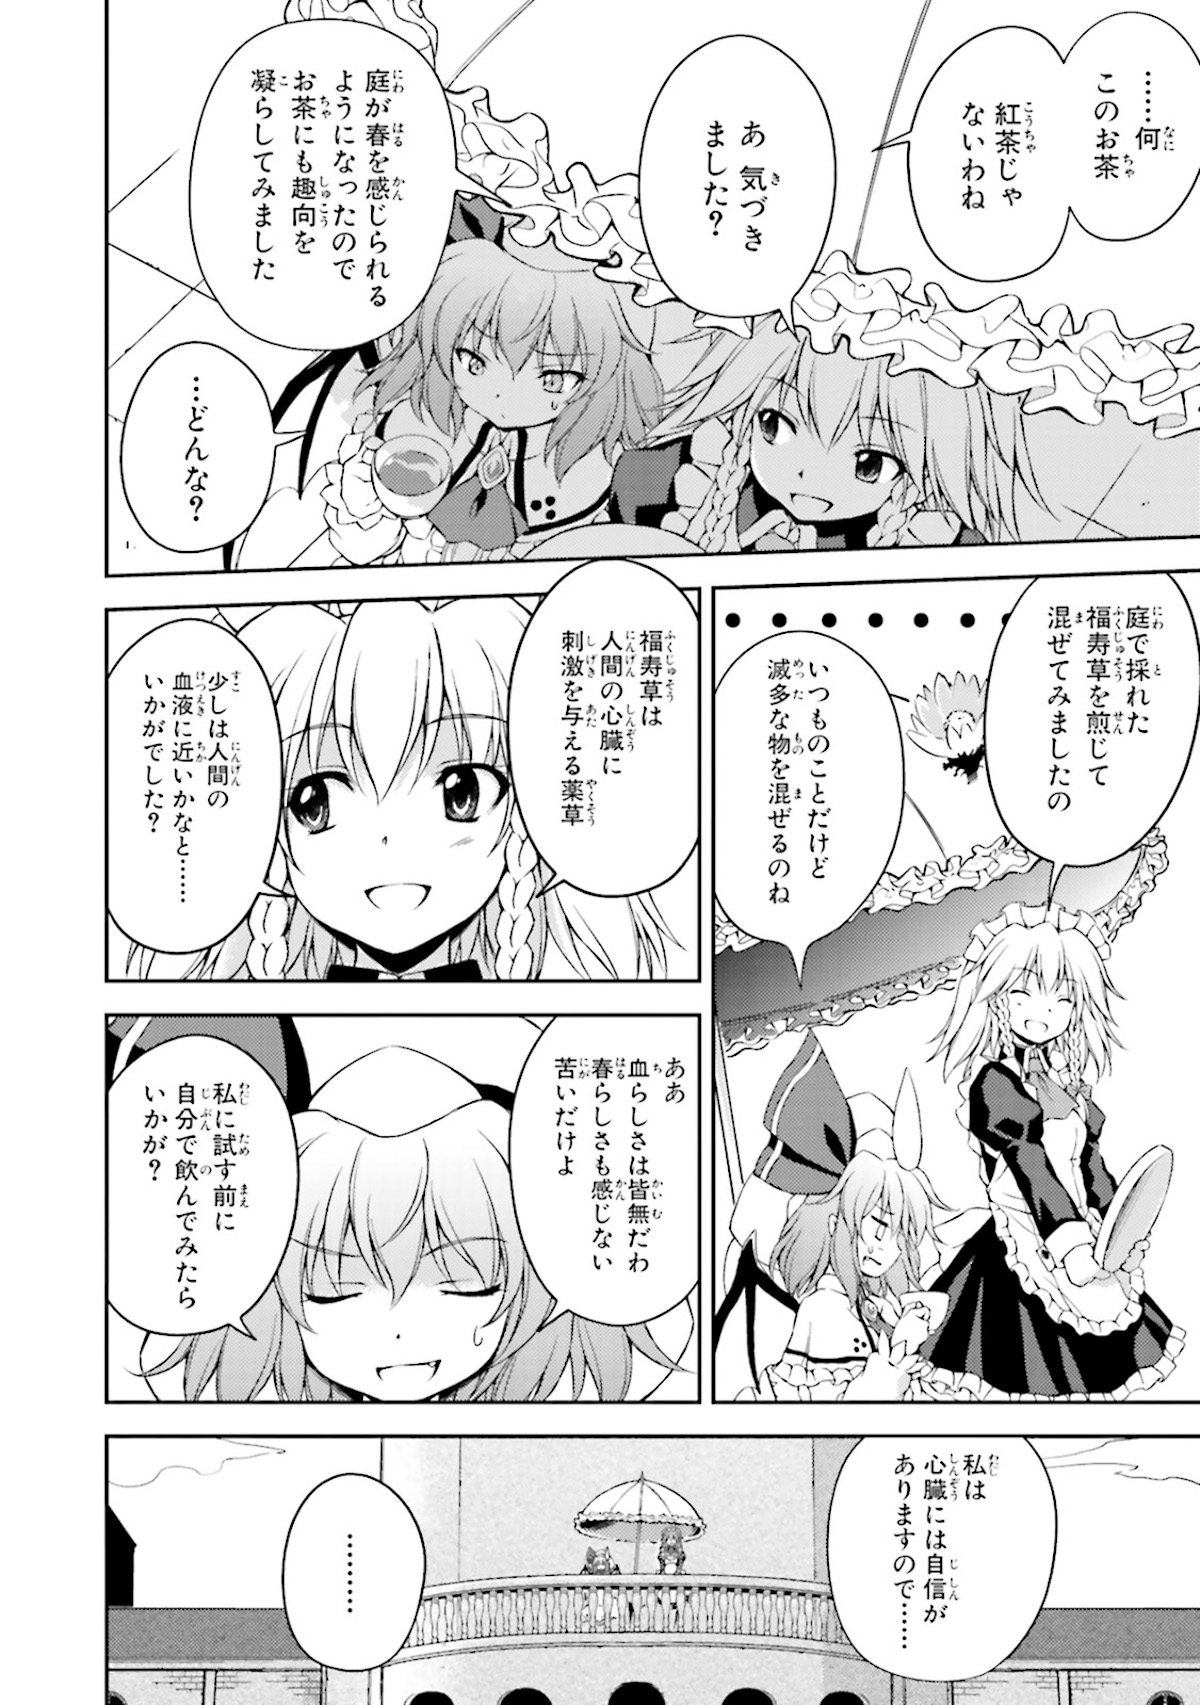 ……何
このお茶
紅茶じゃ
ないわね
あ 気づき
ました？
庭が春を感じられる
ようになったので
お茶にも趣向を
凝らしてみました
…どんな？
庭で採れた
福寿草を煎じて
混ぜてみましたの
いつものことだけど
滅多な物を混ぜるのね
福寿草は
人間の心臓に
刺激を与える薬草
少しは人間の
血液に近いかなと……
いかがでした？
ああ
血らしさは皆無だわ
春らしさも感じない
苦いだけよ
私に試す前に
自分で飲んでみたら
いかが？
私は
心臓には自信が
ありますので……
………